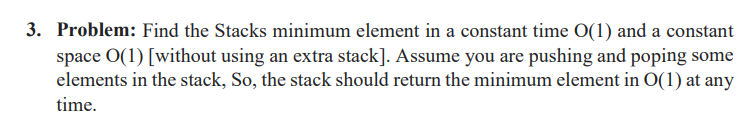 3. Problem: Find the Stacks minimum element in a constant time O(1) and a constant
space O(1) [without using an extra stack]. Assume you are pushing and poping some
elements in the stack, So, the stack should return the minimum element in O(1) at any
time.